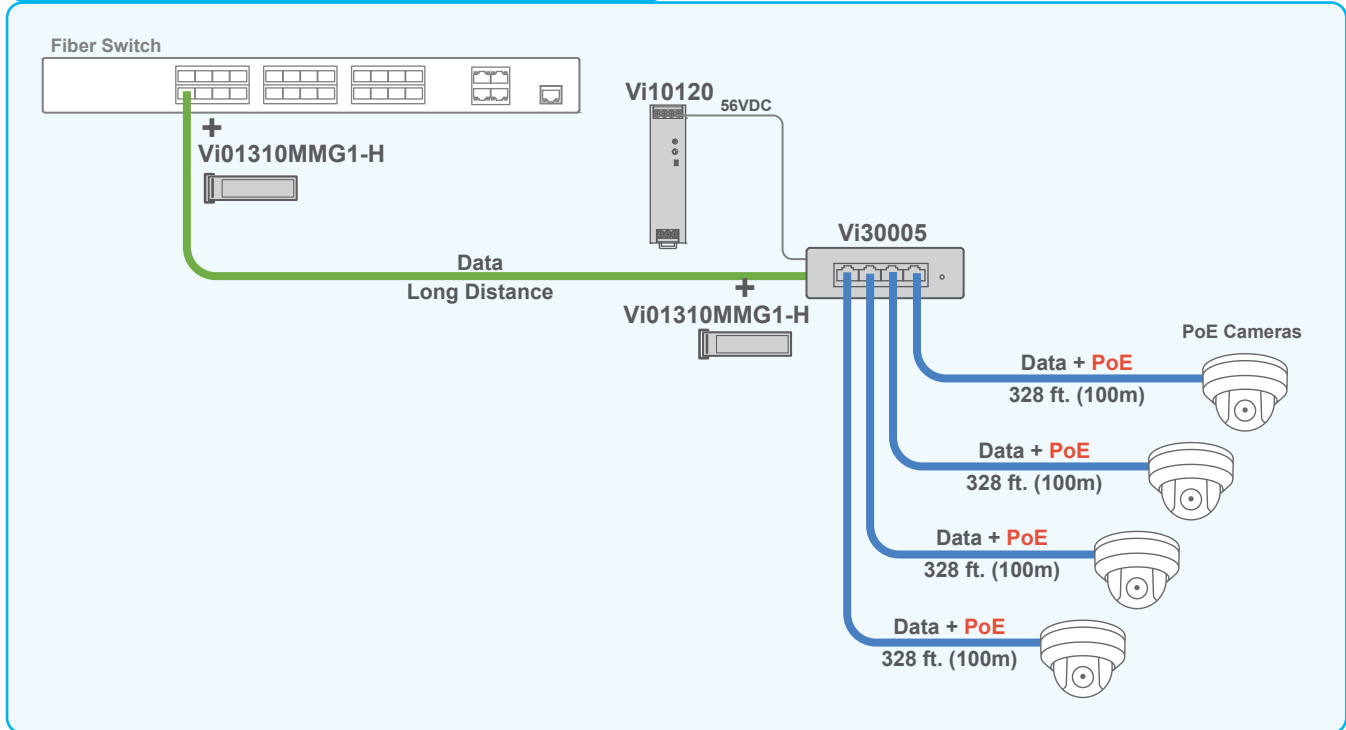 Fiber Switch
+
Vi01310MMG1-H
Vi10120
56VDC
Vi30005
Data
Long Distance
+
Vi01310MMG1-H
PoE Cameras
Data + PoE
328 ft. (100m)
Data + PoE
328 ft. (100m)
Data + PoE
328 ft. (100m)
Data + PoE
328 ft. (100m)